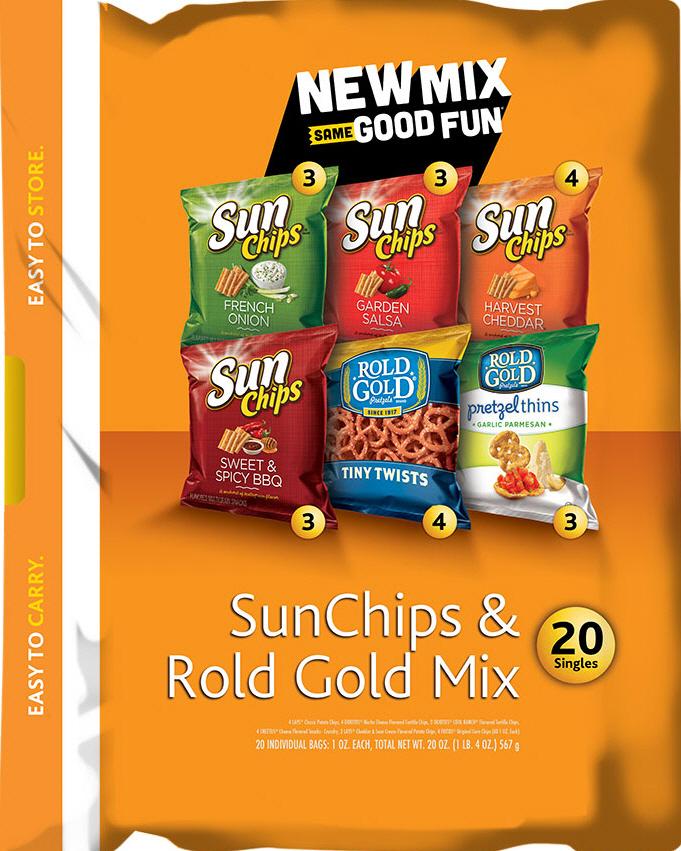 NEW MIX
SAME GOOD FUN
3
3
4
Sun
Chips
FRENCH
ONION
Sun
Chips
GARDEN
SALSA
Sun
Chips
HARVEST
CHEDDAR
Sun
Chips
SWEET &
SPICY BBQ
ROLD
GOLD
Pretzels
SINCE 1917
TINY TWISTS
ROLD
GOLD
Pretzels
pretzel thins
• GARLIC PARMESAN •
3
4
3
SunChips &
Rold Gold Mix
20
Singles
20 INDIVIDUAL BAGS: 1 OZ. EACH, TOTAL NET WT. 20 OZ. (1 LB. 4 OZ.) 567 g
EASY TO STORE.
EASY TO CARRY.